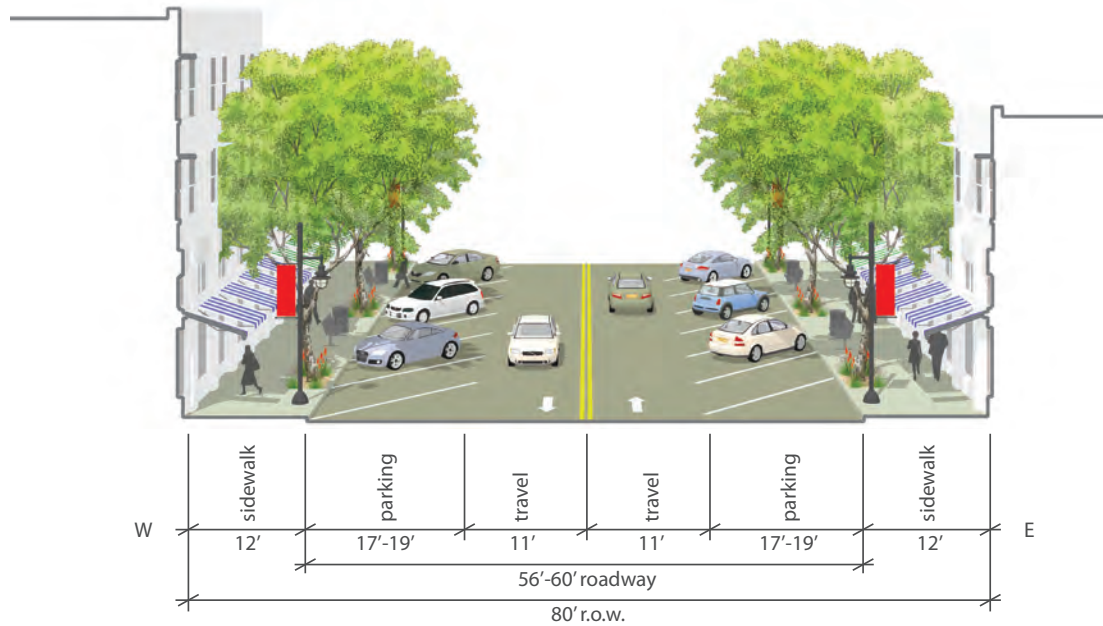 sidewalk
parking
travel
travel
parking
sidewalk
W
E
12'
17'-19'
11'
11'
17'-19'
12'
56'-60' roadway
80' r.o.w.